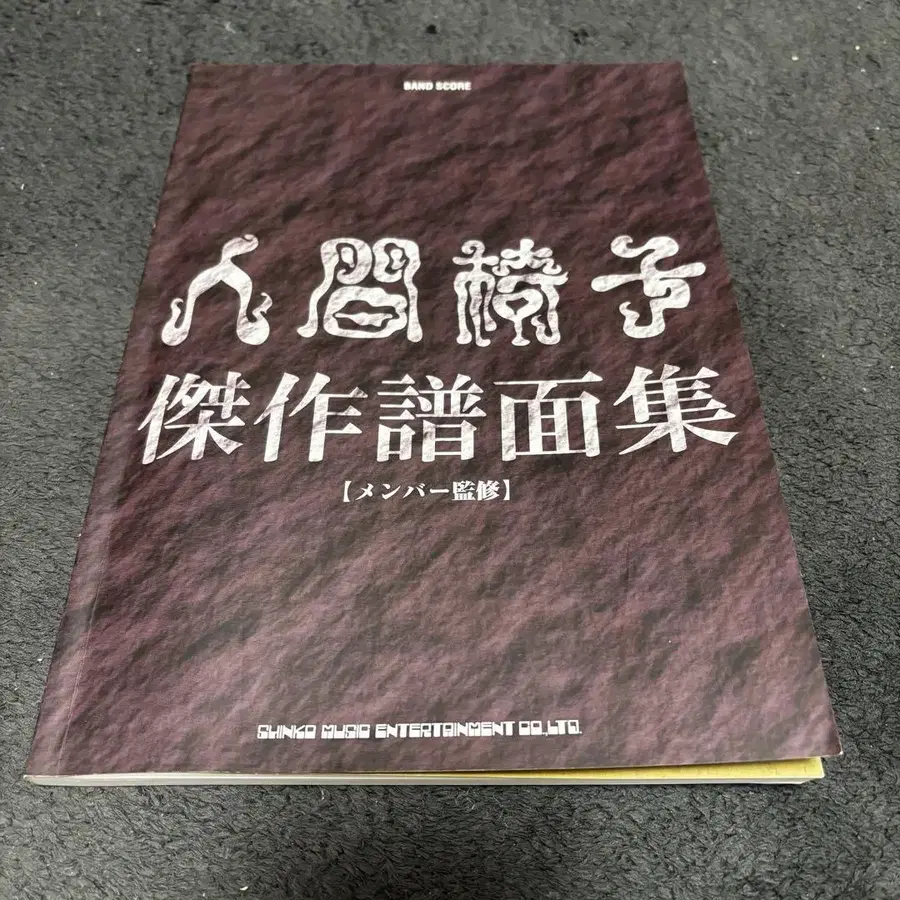 BAND SCORE
人間椅子
傑作譜面集
【メンバー監修】
SHINKO MUSIC ENTERTAINMENT CO.,LTD.